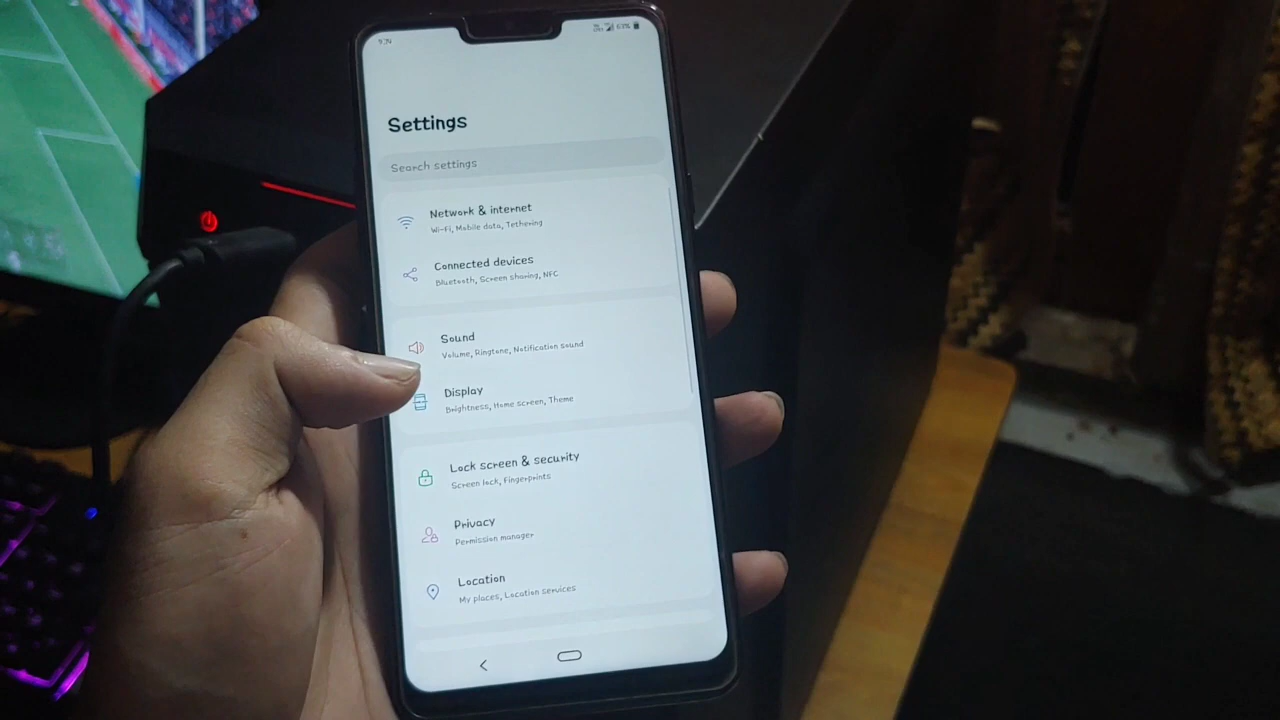 Settings
Search settings
Network & internet
Wi-Fi, Mobile data, Tethering
Connected devices
Bluetooth, Screen sharing, NFC
Sound
Volume, Ringtone, Notification sound
Display
Brightness, Home screen, Theme
Lock screen & security
Screen lock, Fingerprints
Privacy
Permission manager
Location
My places, Location services